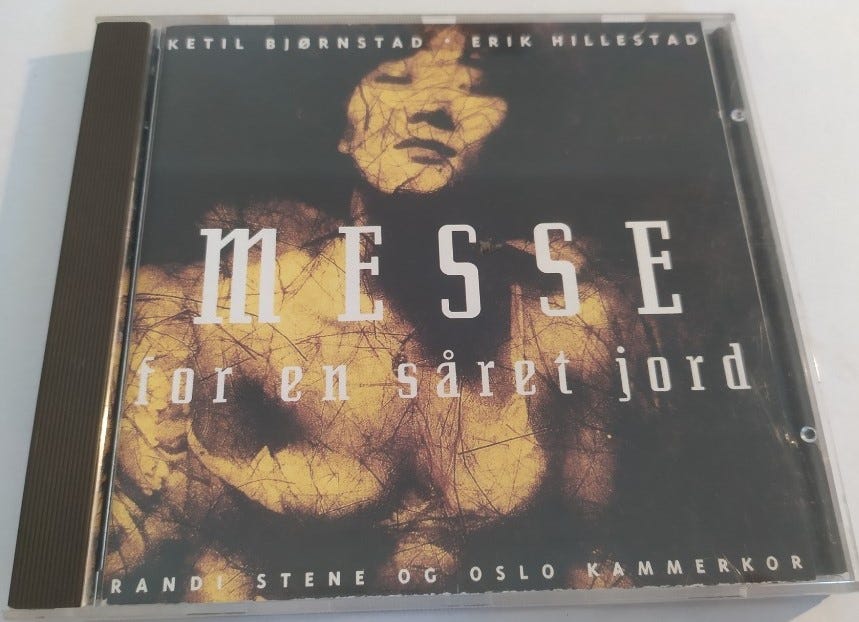 KETIL BJØRNSTAD · ERIK HILLESTAD
MESSE
for en såret jord
RANDI STENE OG OSLO KAMMERKOR